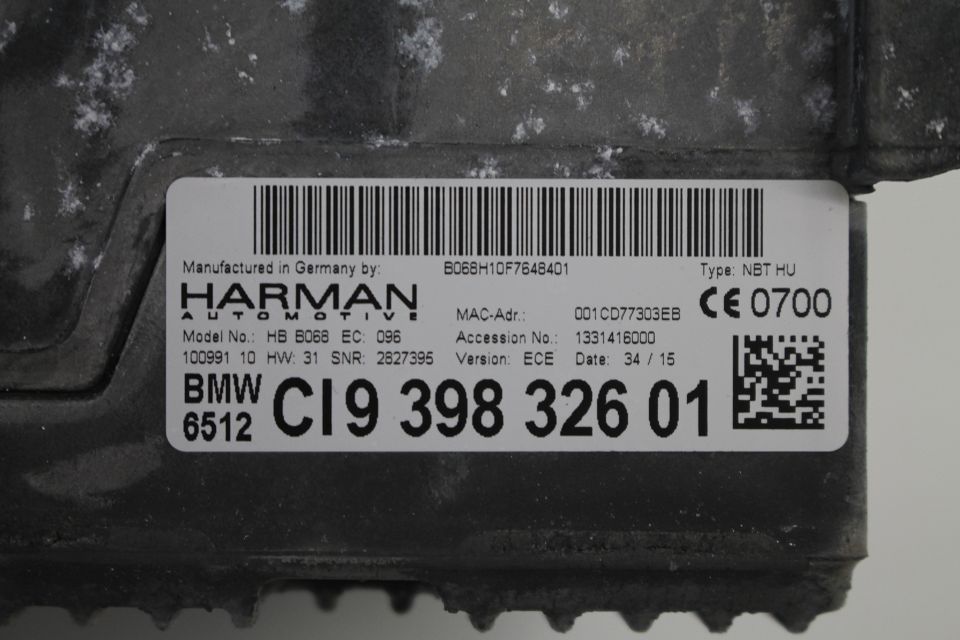 Manufactured in Germany by: B068H10F7648401 Type: NBT HU
HARMAN
AUTOMOTIVE
MAC-Adr.: 001CD77303EB CE 0700
Model No.: HB B068 EC: 096 Accession No.: 1331416000
100991 10 HW: 31 SNR: 2827395 Version: ECE Date: 34 / 15
BMW
6512 CI9 398 326 01